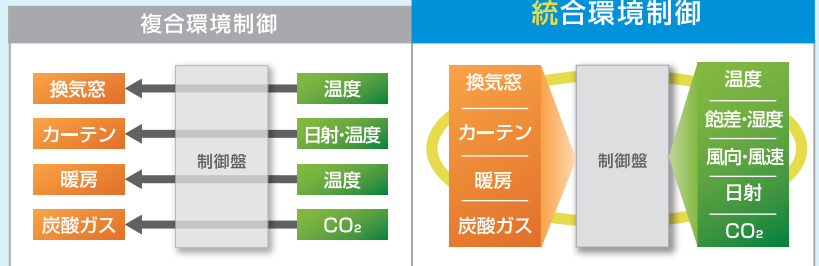 複合環境制御
換気窓
温度
カーテン
日射・温度
制御盤
暖房
温度
炭酸ガス
CO₂
統合環境制御
換気窓
カーテン
暖房
炭酸ガス
制御盤
温度
飽差・湿度
風向・風速
日射
CO₂